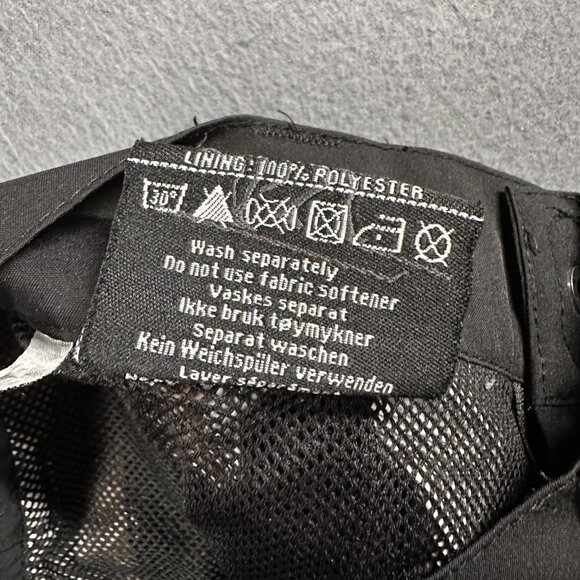 LINING: 100% POLYESTER
30°
Wash separately
Do not use fabric softener
Vaskes separat
Ikke bruk tøymykner
Separat waschen
Kein Weichspüler verwenden
Laver